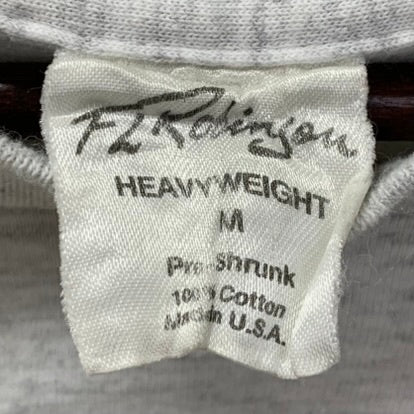 FL Robinson
HEAVYWEIGHT
M
Pre-shrunk
100% Cotton
Made in U.S.A.